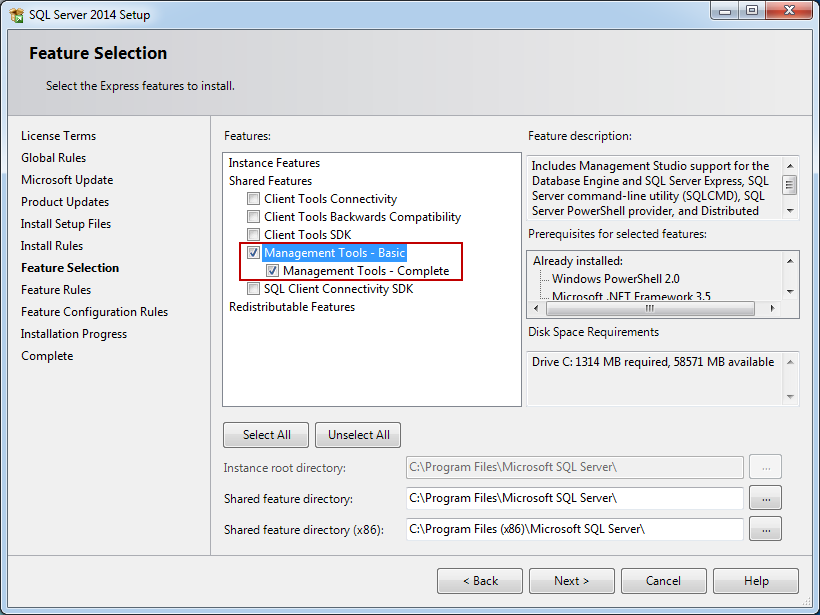 SQL Server 2014 Setup
Feature Selection
Select the Express features to install.
License Terms
Global Rules
Microsoft Update
Product Updates
Install Setup Files
Install Rules
Feature Selection
Feature Rules
Feature Configuration Rules
Installation Progress
Complete
Features:
Instance Features
Shared Features
Client Tools Connectivity
Client Tools Backwards Compatibility
Client Tools SDK
Management Tools - Basic
Management Tools - Complete
SQL Client Connectivity SDK
Redistributable Features
Feature description:
Includes Management Studio support for the
Database Engine and SQL Server Express, SQL
Server command-line utility (SQLCMD), SQL
Server PowerShell provider, and Distributed
Prerequisites for selected features:
Already installed:
Windows PowerShell 2.0
Microsoft .NET Framework 3.5
Disk Space Requirements
Drive C: 1314 MB required, 58571 MB available
Select All
Unselect All
Instance root directory:
C:\Program Files\Microsoft SQL Server\
...
Shared feature directory:
C:\Program Files\Microsoft SQL Server\
...
Shared feature directory (x86):
C:\Program Files (x86)\Microsoft SQL Server\
...
< Back
Next >
Cancel
Help